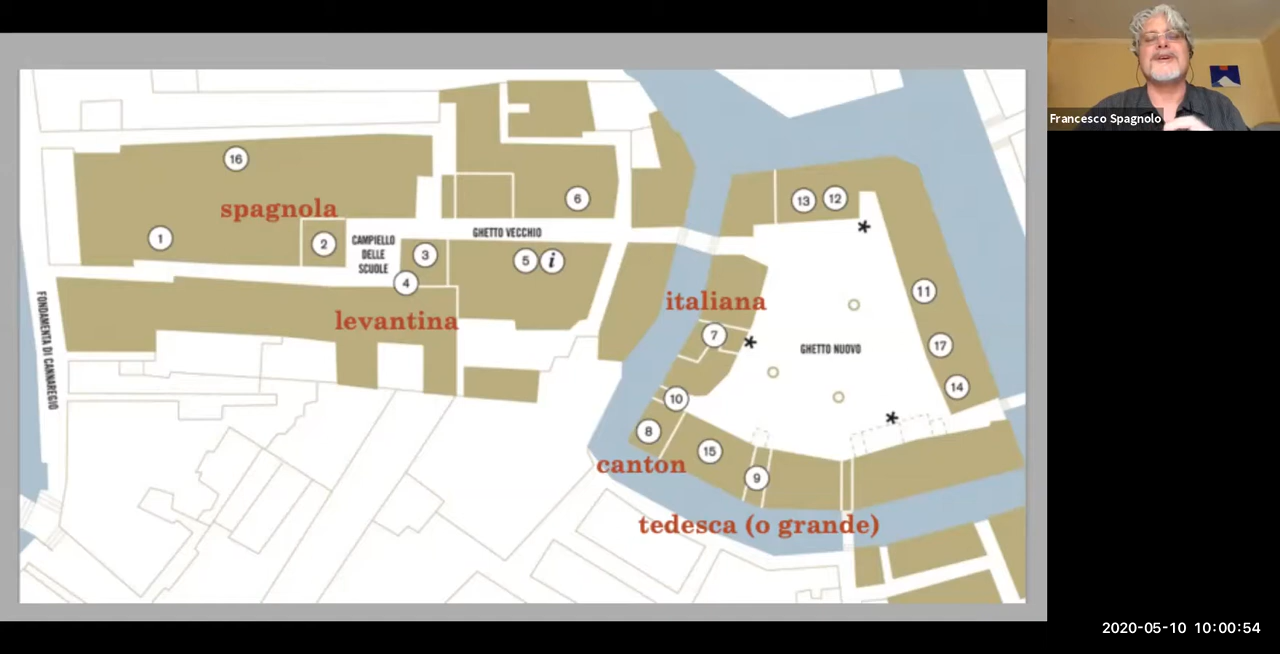 Francesco Spagnolo
16
spagnola
1
2
CAMPIELLO
DELLE
SCUOLE
3
4
GHETTO VECCHIO
6
5 i
levantina
FONDAMENTA DI CANNAREGIO
13 12
*
italiana
7
*
GHETTO NUOVO
11
17
14
10
8
*
canton
15
9
tedesca (o grande)
2020-05-10 10:00:54